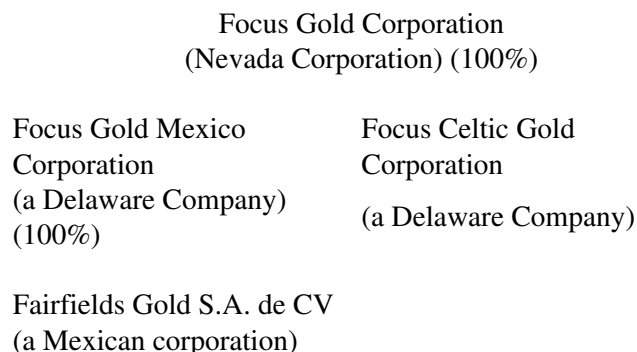 Focus Gold Corporation
(Nevada Corporation) (100%)
Focus Gold Mexico
Corporation
(a Delaware Company)
(100%)
Focus Celtic Gold
Corporation
(a Delaware Company)
Fairfields Gold S.A. de CV
(a Mexican corporation)